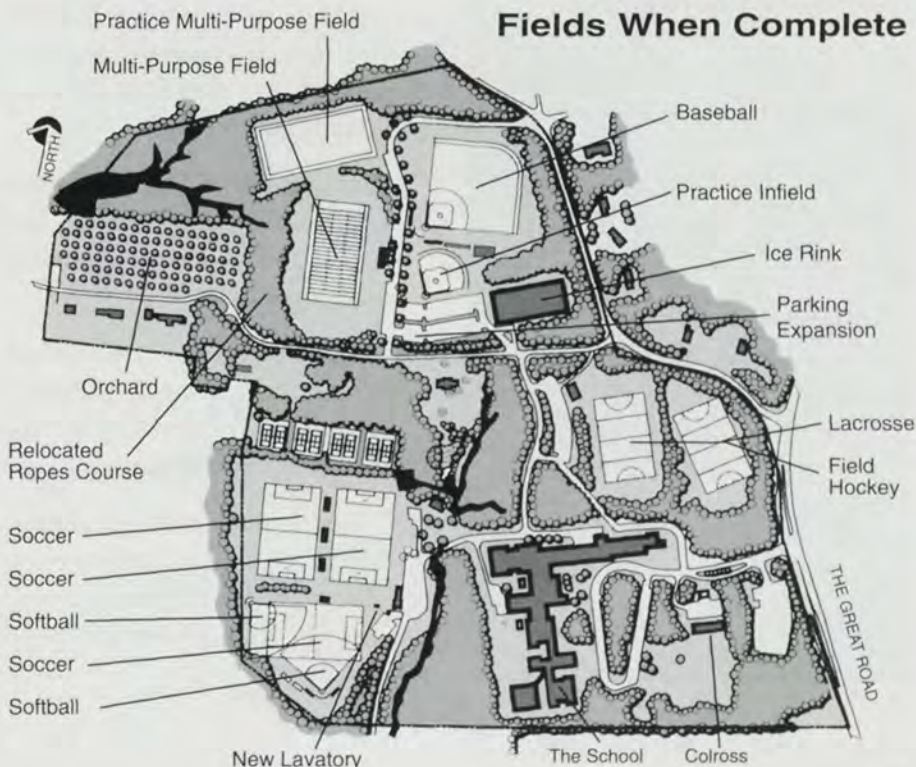 Fields When Complete
Practice Multi-Purpose Field
Multi-Purpose Field
Baseball
NORTH
Practice Infield
Ice Rink
Parking
Expansion
Orchard
Lacrosse
Relocated
Ropes Course
Field
Hockey
Soccer
Soccer
Softball
THE GREAT ROAD
Soccer
Softball
New Lavatory
The School
Colross